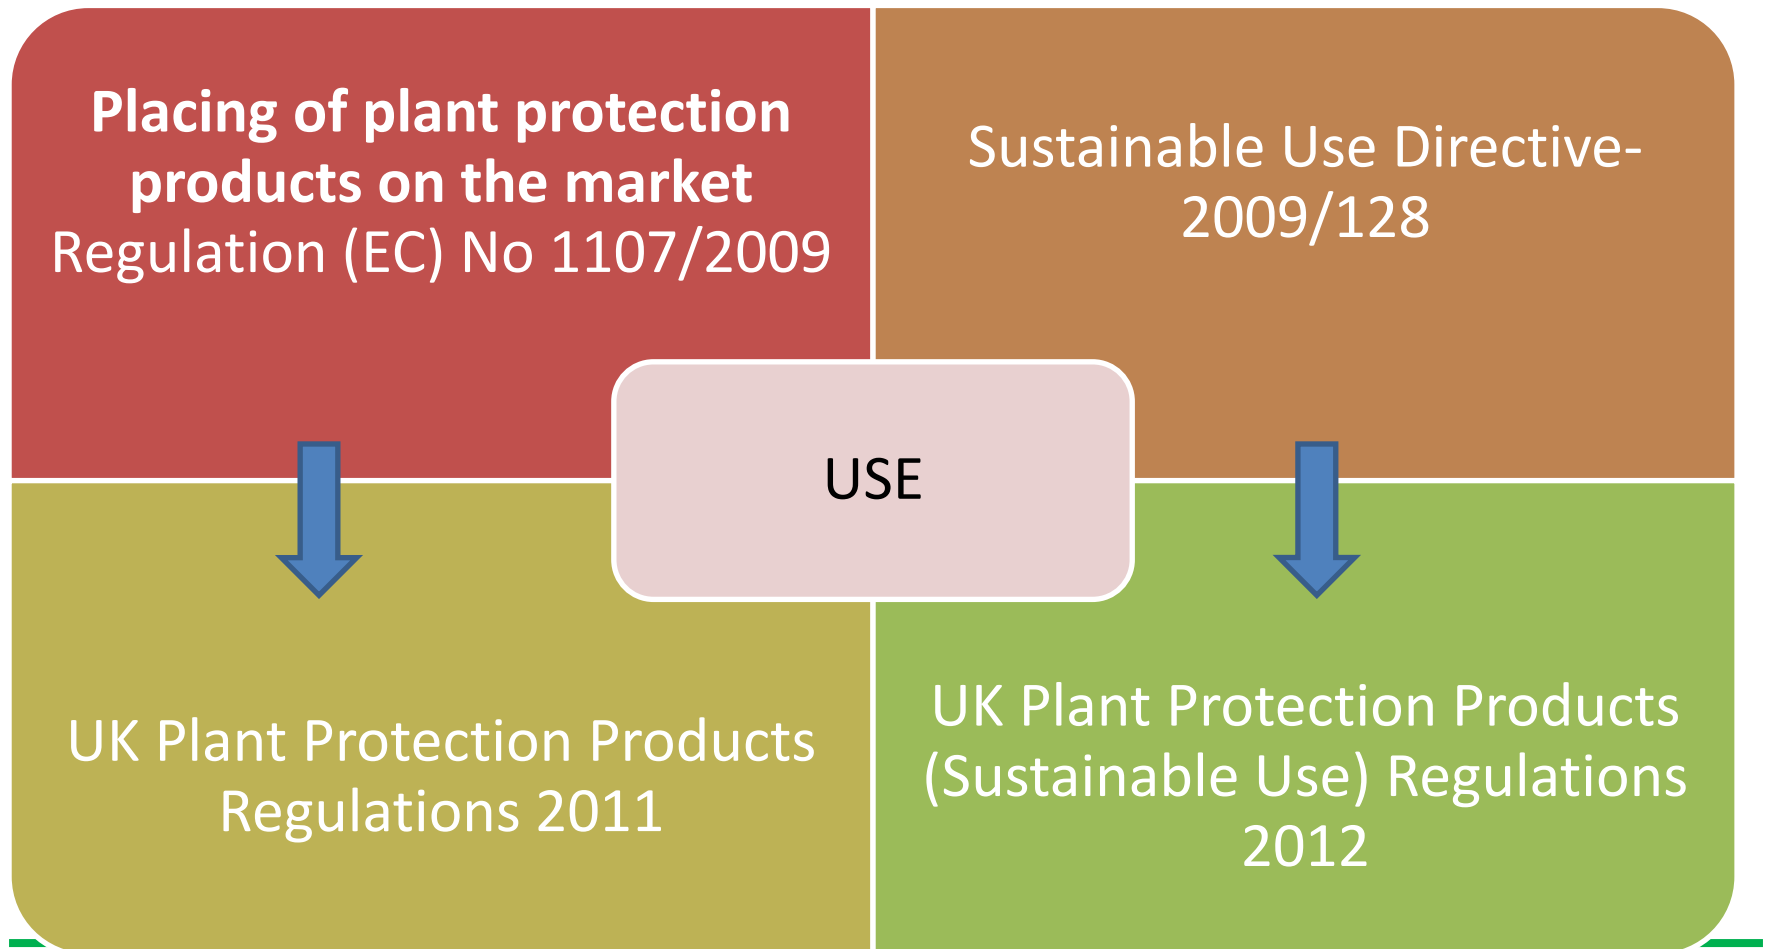 Placing of plant protection
products on the market
Regulation (EC) No 1107/2009
Sustainable Use Directive-
2009/128
USE
UK Plant Protection Products
Regulations 2011
UK Plant Protection Products
(Sustainable Use) Regulations
2012